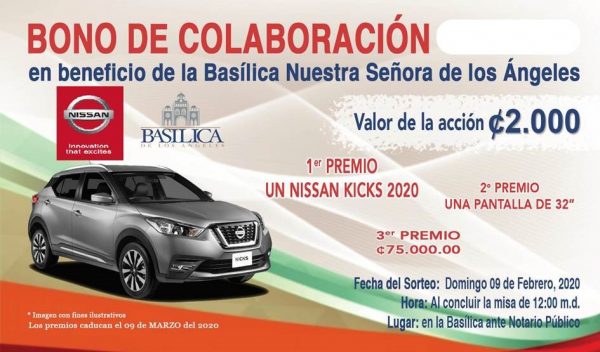 BONO DE COLABORACIÓN
en beneficio de la Basílica Nuestra Señora de los Ángeles
NISSAN
Innovation
that excites
BASILICA
DE LOS ANGELES
Valor de la acción ₡2.000
1er PREMIO
UN NISSAN KICKS 2020
2º PREMIO
UNA PANTALLA DE 32"
3er PREMIO
₡75.000.00
KICKS
Fecha del Sorteo: Domingo 09 de Febrero, 2020
Hora: Al concluir la misa de 12:00 m.d.
Lugar: en la Basílica ante Notario Público
* Imagen con fines ilustrativos
Los premios caducan el 09 de MARZO del 2020